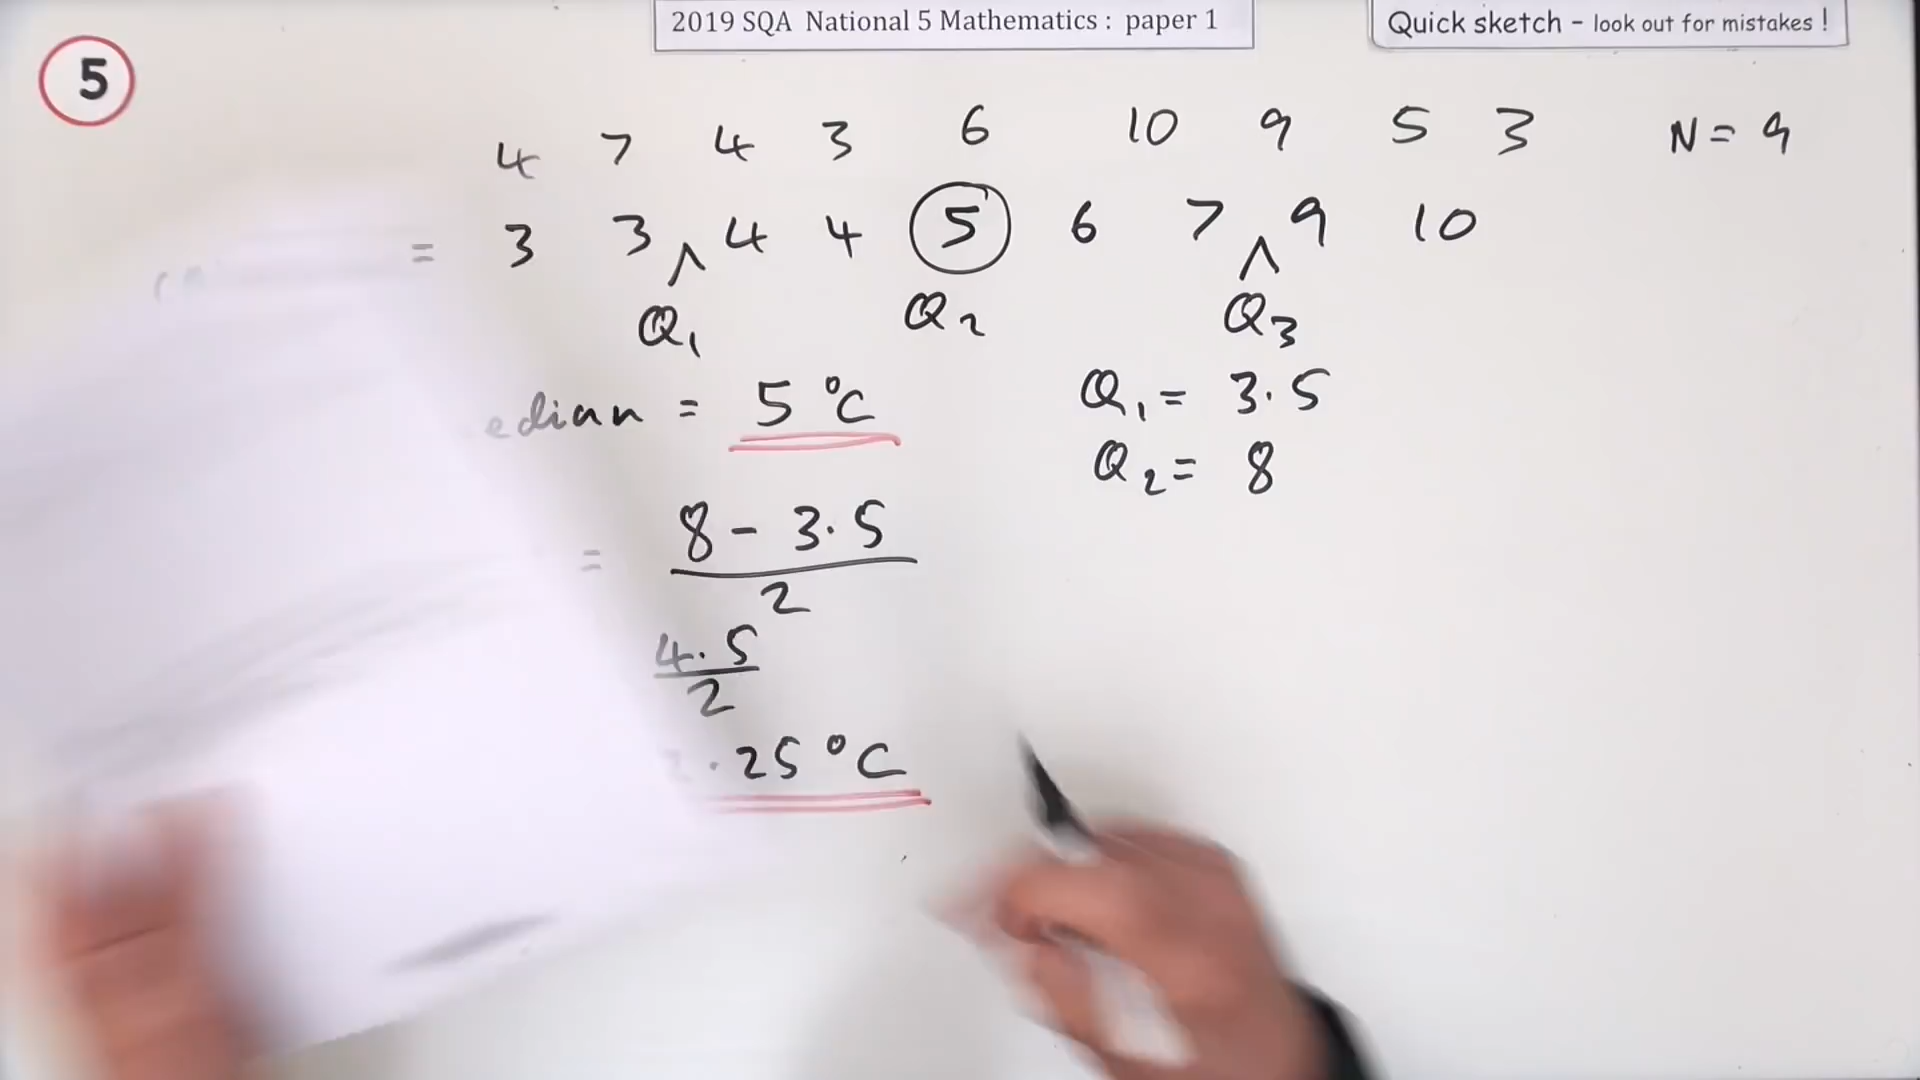 2019 SQA National 5 Mathematics : paper 1
Quick sketch – look out for mistakes !
5
4 7 4 3 6 10 9 5 3 N = 9
= 3 3 4 4 5 6 7 9 10
Q1 Q2 Q3
edian = 5 °C
Q1 = 3.5
Q2 = 8
= 8 - 3.5
2
4.5
2
.25 °C